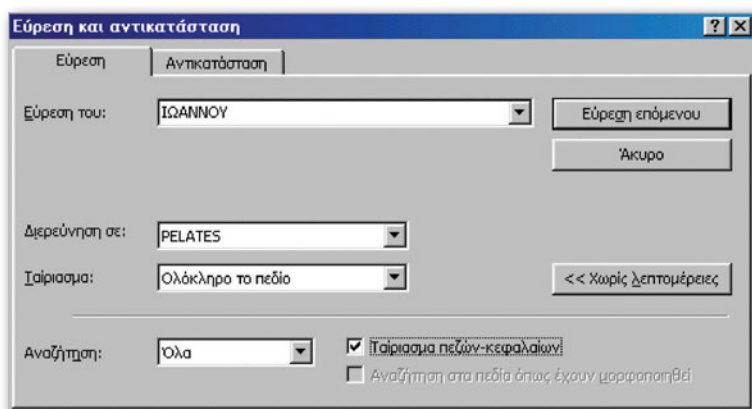 Εύρεση και αντικατάσταση
Εύρεση Αντικατάσταση
Εύρεση του: ΙΩΑΝΝΟΥ Εύρεση επόμενου
Άκυρο
Διερεύνηση σε: PELATES
Ταίριασμα: Ολόκληρο το πεδίο << Χωρίς λεπτομέρειες
Αναζήτηση: Όλα Ταίριασμα πεζών-κεφαλαίων
Αναζήτηση στα πεδία όπως έχουν μορφοποιηθεί